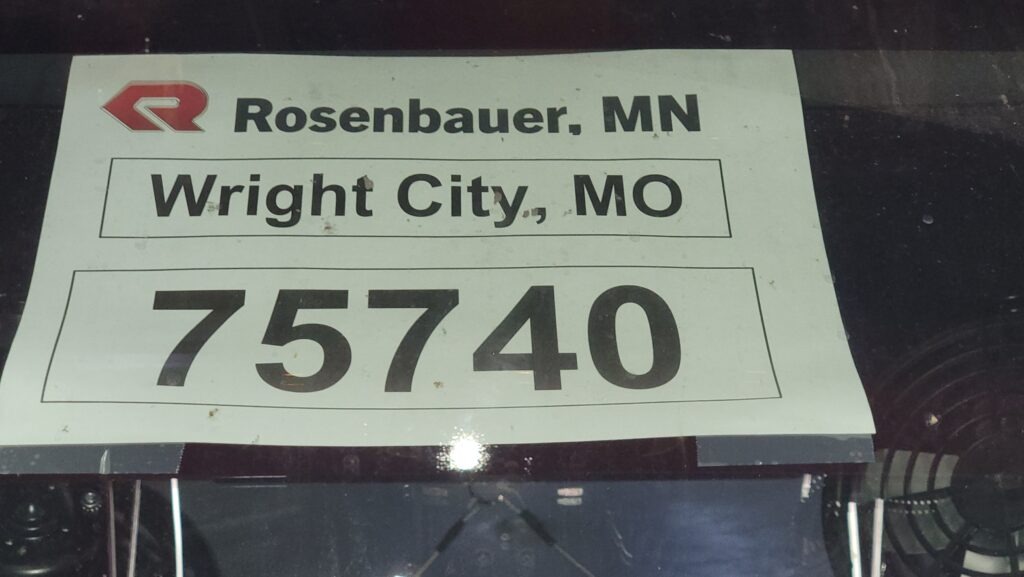 Rosenbauer, MN
Wright City, MO
75740